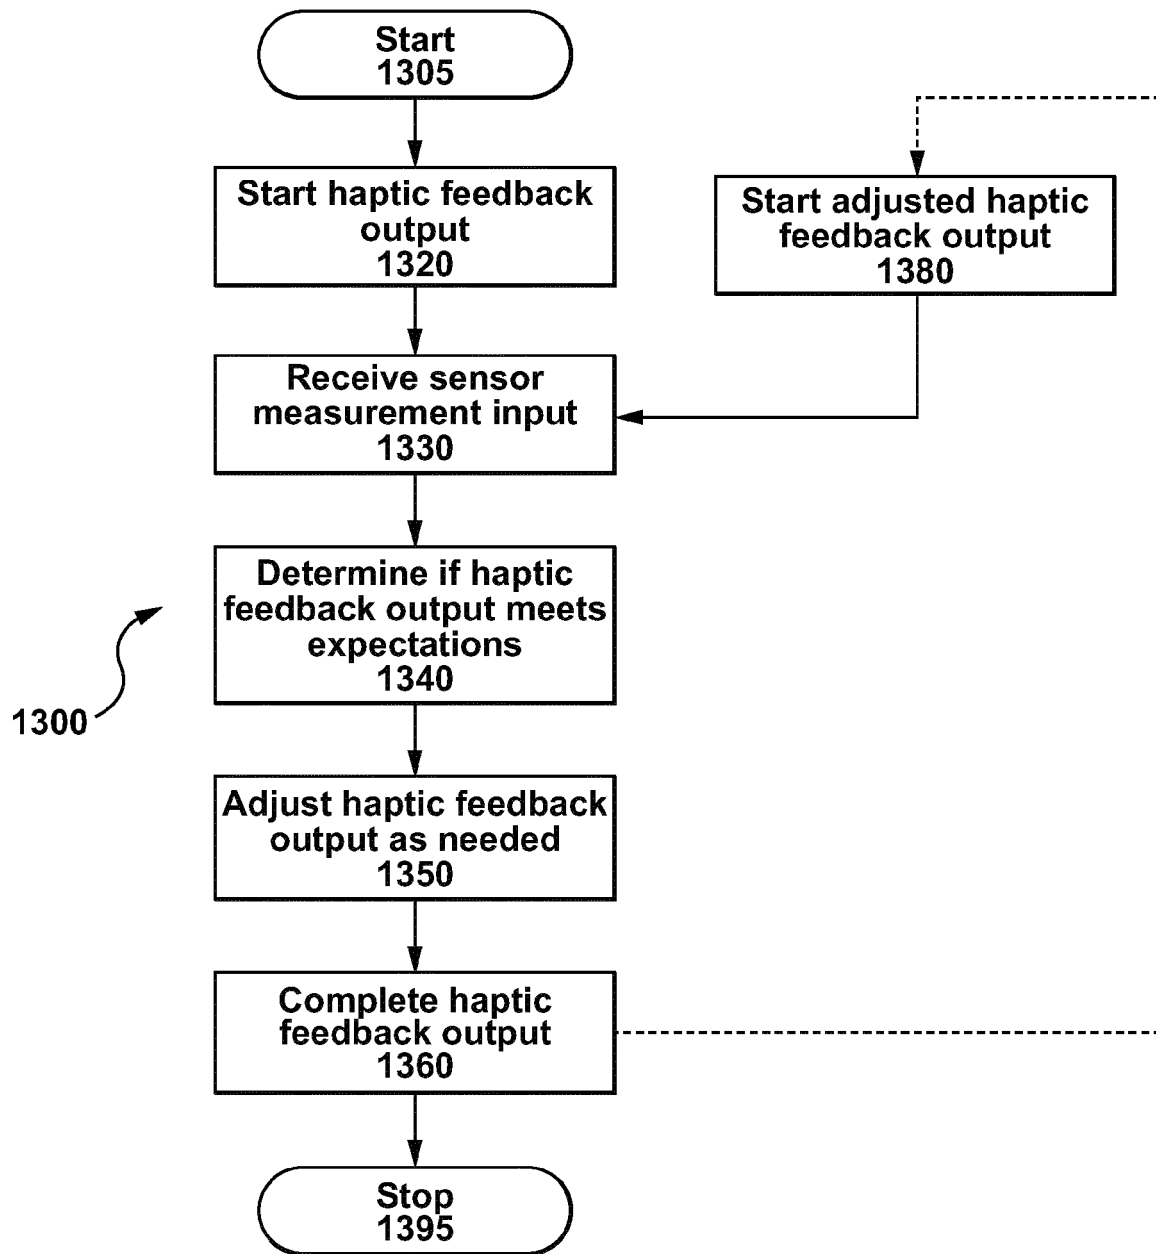 Start
1305
Start haptic feedback
output
1320
Start adjusted haptic
feedback output
1380
Receive sensor
measurement input
1330
Determine if haptic
feedback output meets
expectations
1340
1300
Adjust haptic feedback
output as needed
1350
Complete haptic
feedback output
1360
Stop
1395